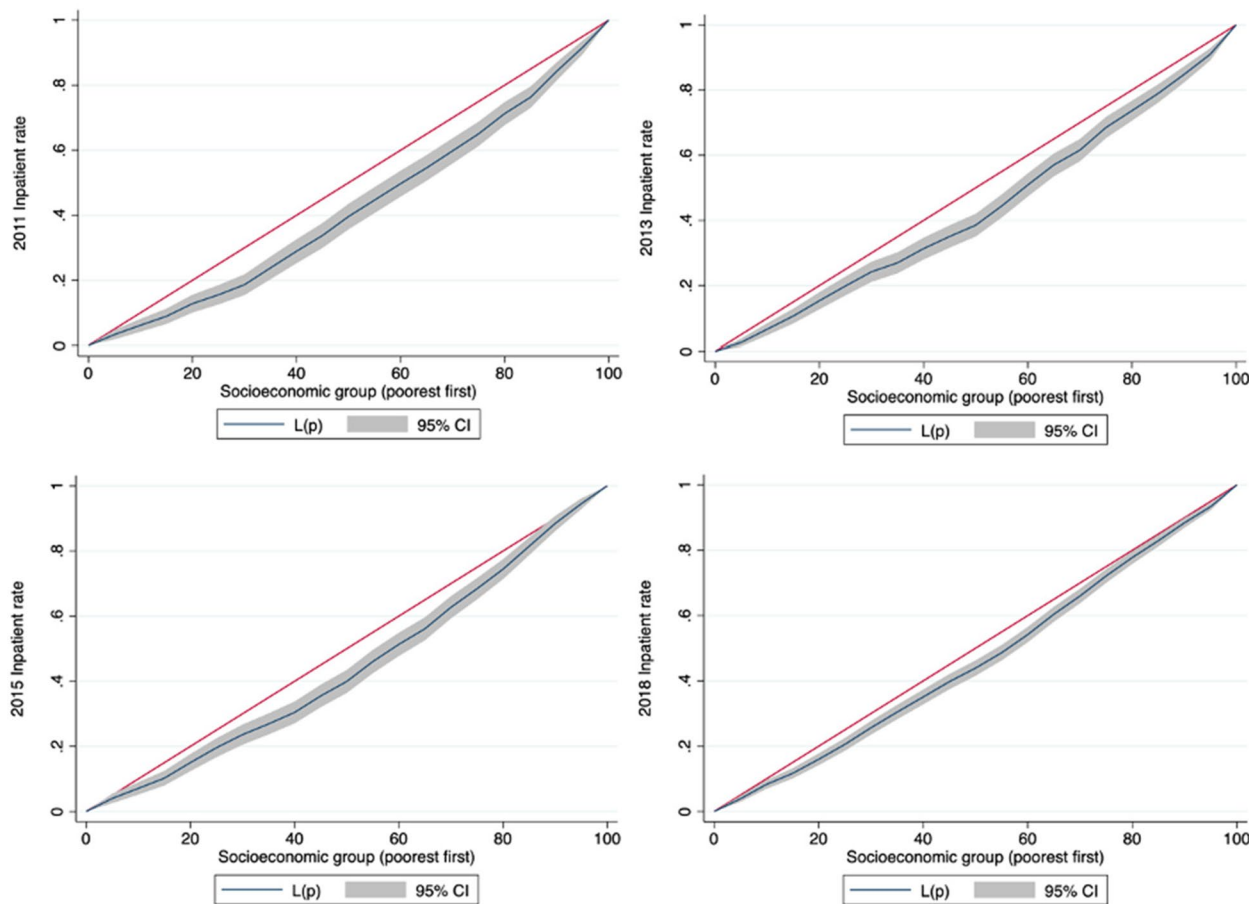 2011 Inpatient rate
1
.8
.6
.4
.2
0
0 20 40 60 80 100
Socioeconomic group (poorest first)
L(p) 95% CI
2013 Inpatient rate
1
.8
.6
.4
.2
0
0 20 40 60 80 100
Socioeconomic group (poorest first)
L(p) 95% CI
2015 Inpatient rate
1
.8
.6
.4
.2
0
0 20 40 60 80 100
Socioeconomic group (poorest first)
L(p) 95% CI
2018 Inpatient rate
1
.8
.6
.4
.2
0
0 20 40 60 80 100
Socioeconomic group (poorest first)
L(p) 95% CI